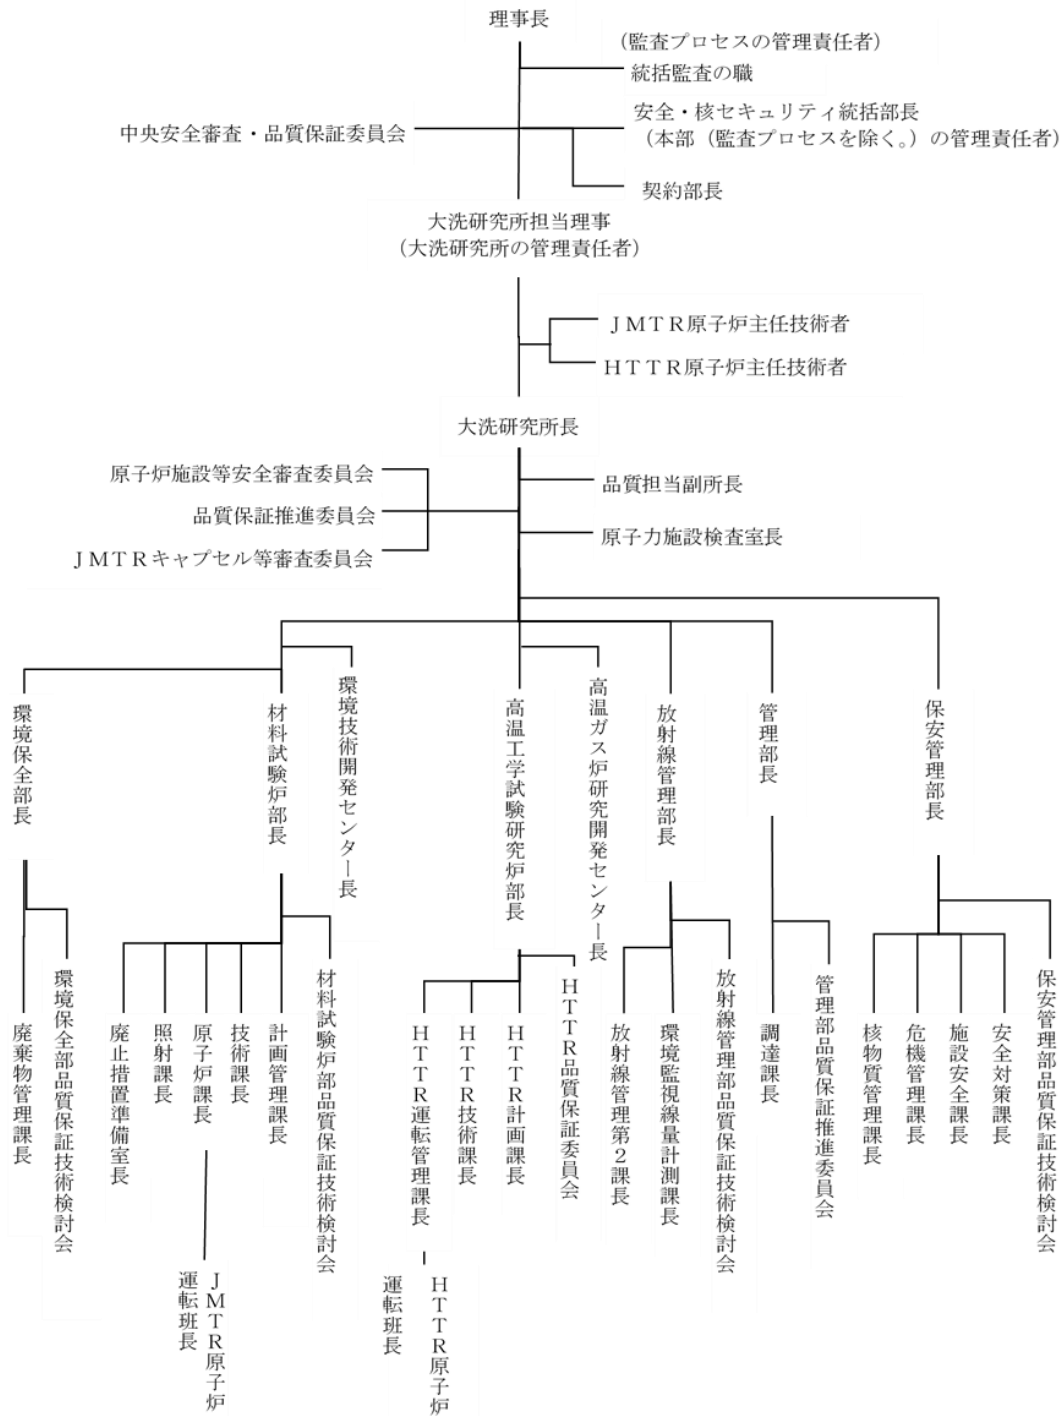 理事長
（監査プロセスの管理責任者）
統括監査の職
中央安全審査・品質保証委員会
安全・核セキュリティ統括部長
（本部（監査プロセスを除く。）の管理責任者）
契約部長
大洗研究所担当理事
（大洗研究所の管理責任者）
ＪＭＴＲ原子炉主任技術者
ＨＴＴＲ原子炉主任技術者
大洗研究所長
原子炉施設等安全審査委員会
品質保証推進委員会
ＪＭＴＲキャプセル等審査委員会
品質担当副所長
原子力施設検査室長
環境保全部長
材料試験炉部長
環境技術開発センター長
高温工学試験研究炉部長
高温ガス炉研究開発センター長
放射線管理部長
管理部長
保安管理部長
廃棄物管理課長
環境保全部品質保証技術検討会
廃止措置準備室長
照射課長
原子炉課長
技術課長
計画管理課長
材料試験炉部品質保証技術検討会
ＨＴＴＲ運転管理課長
ＨＴＴＲ技術課長
ＨＴＴＲ計画課長
ＨＴＴＲ品質保証委員会
放射線管理第２課長
環境監視線量計測課長
放射線管理部品質保証技術検討会
調達課長
管理部品質保証推進委員会
核物質管理課長
危機管理課長
施設安全課長
安全対策課長
保安管理部品質保証技術検討会
ＪＭＴＲ原子炉
運転班長
ＨＴＴＲ原子炉
運転班長